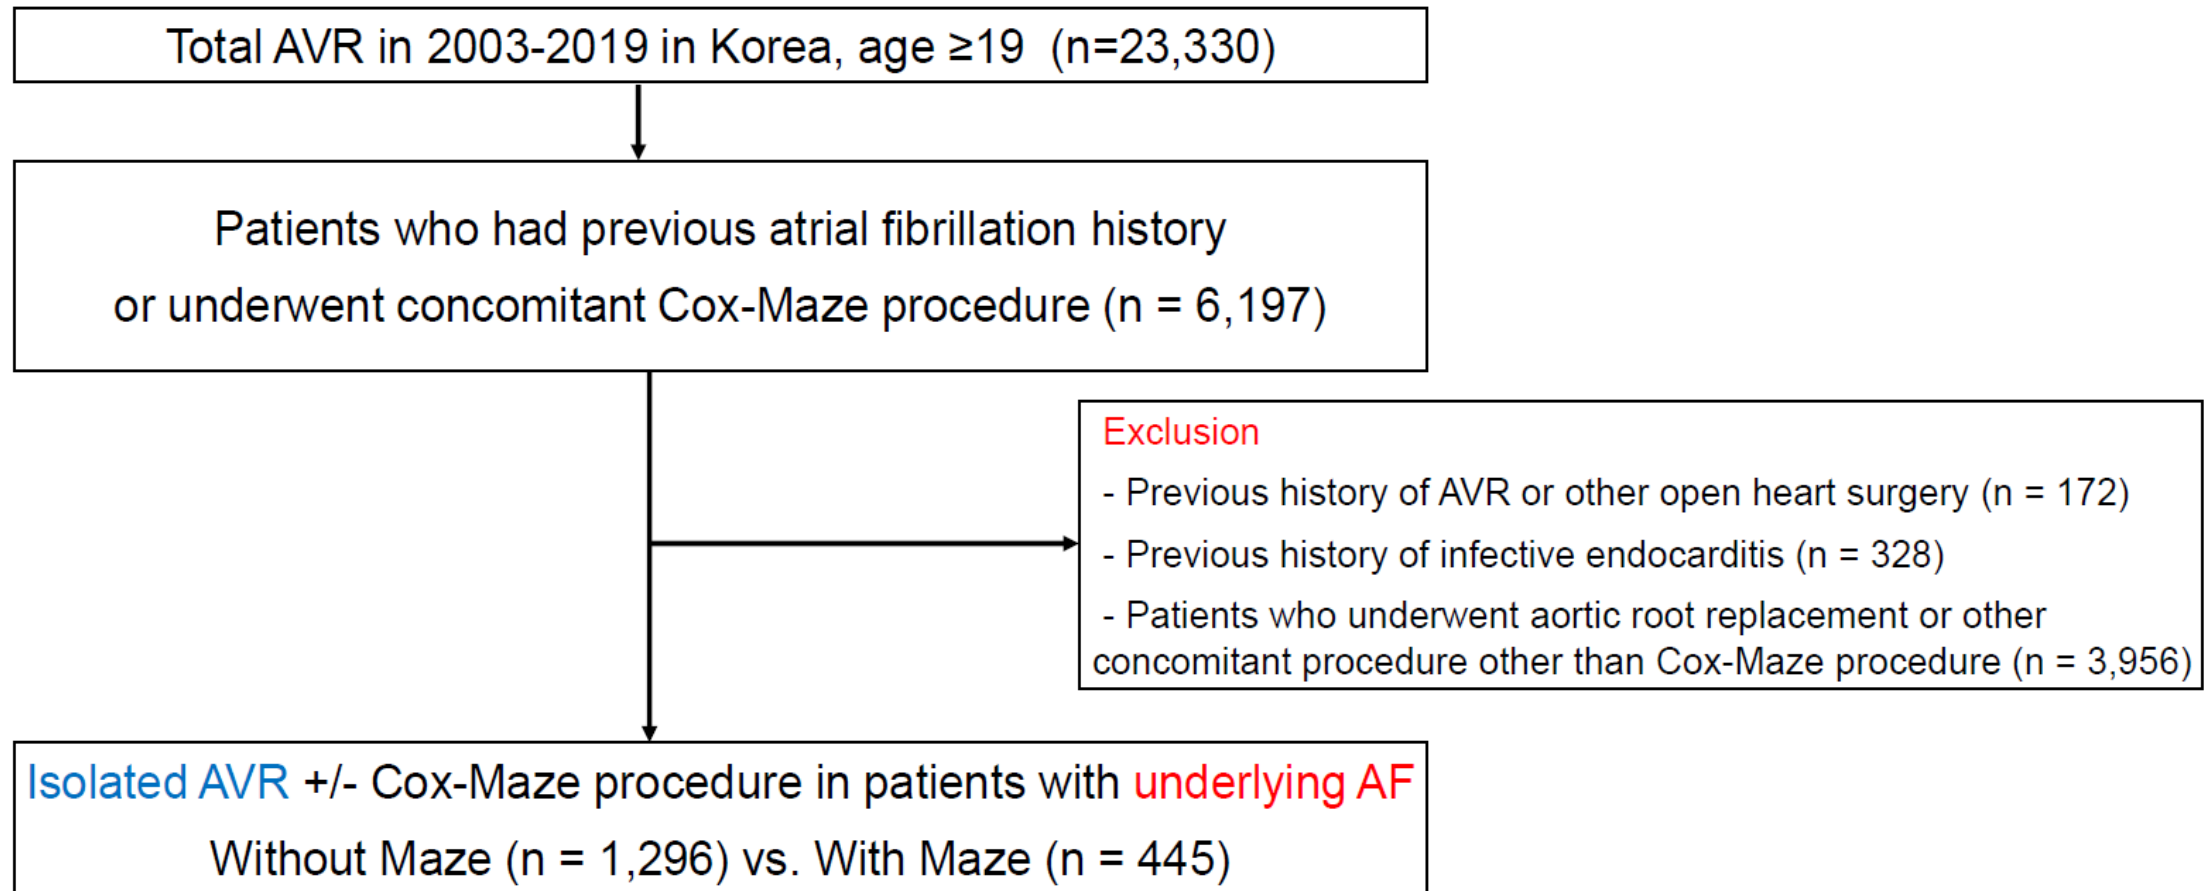 Total AVR in 2003-2019 in Korea, age ≥19 (n=23,330)
Patients who had previous atrial fibrillation history
or underwent concomitant Cox-Maze procedure (n = 6,197)
Exclusion
- Previous history of AVR or other open heart surgery (n = 172)
- Previous history of infective endocarditis (n = 328)
- Patients who underwent aortic root replacement or other
concomitant procedure other than Cox-Maze procedure (n = 3,956)
Isolated AVR +/- Cox-Maze procedure in patients with underlying AF
Without Maze (n = 1,296) vs. With Maze (n = 445)